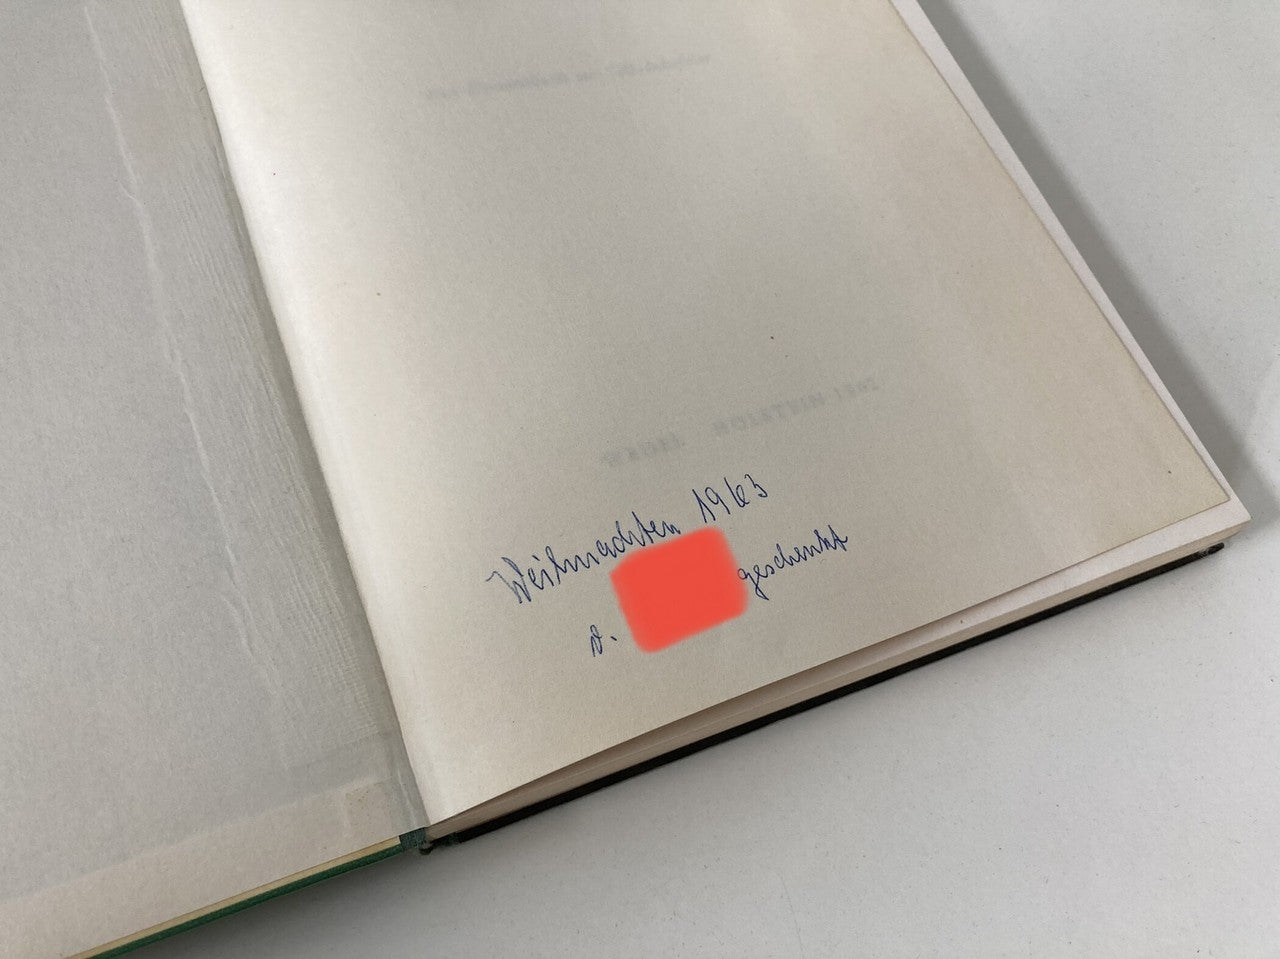 Weihnachten 1963
v. geschenkt